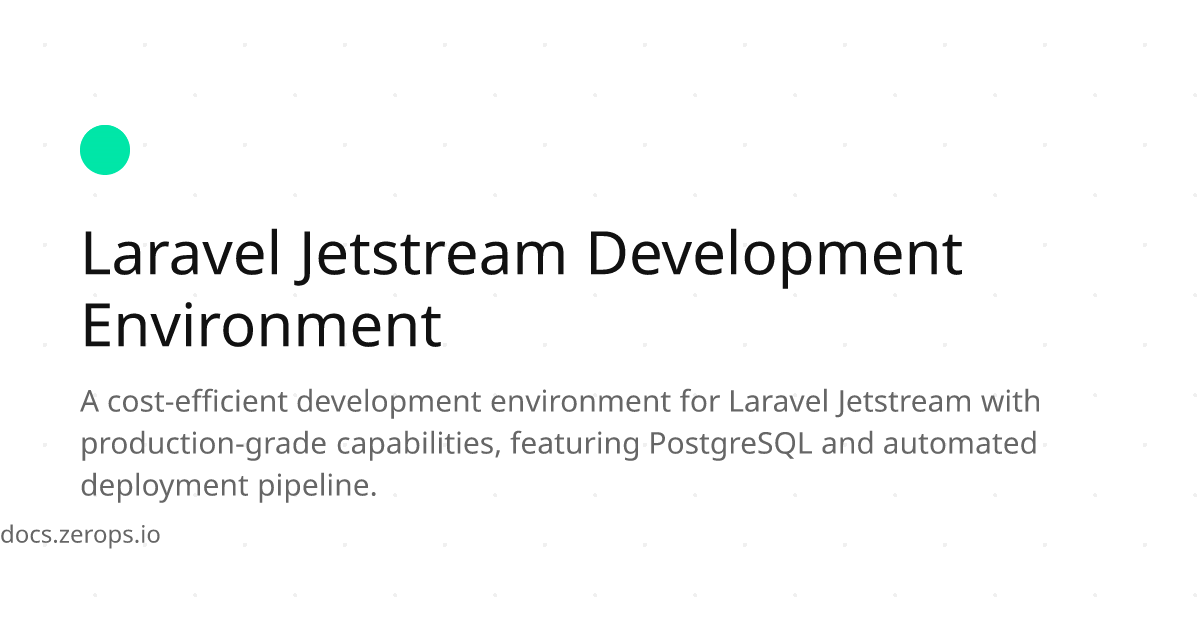 Laravel Jetstream Development
Environment
A cost-efficient development environment for Laravel Jetstream with
production-grade capabilities, featuring PostgreSQL and automated
deployment pipeline.
docs.zerops.io